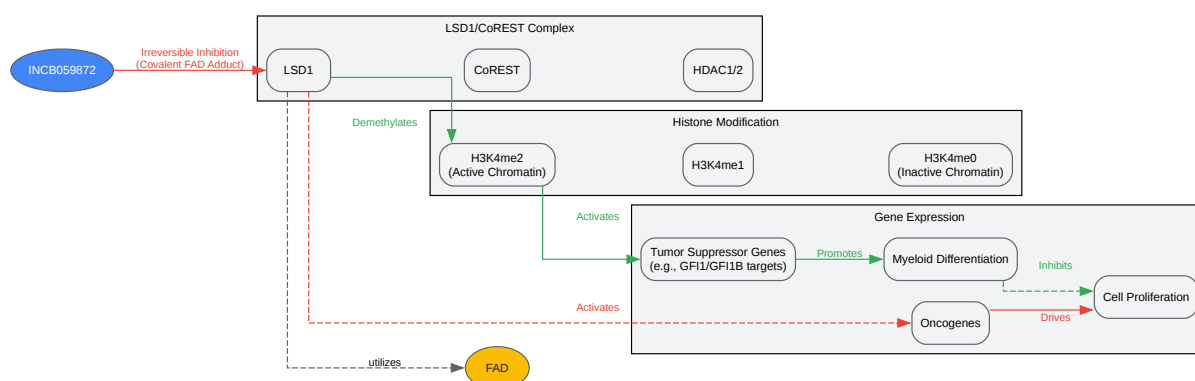 LSD1/CoREST Complex
INCB059872
Irreversible Inhibition
(Covalent FAD Adduct)
LSD1
CoREST
HDAC1/2
Demethylates
Histone Modification
H3K4me2
(Active Chromatin)
H3K4me1
H3K4me0
(Inactive Chromatin)
Activates
Gene Expression
Tumor Suppressor Genes
(e.g., GFI1/GFI1B targets)
Promotes
Myeloid Differentiation
Inhibits
Cell Proliferation
Activates
Oncogenes
Drives
utilizes
FAD